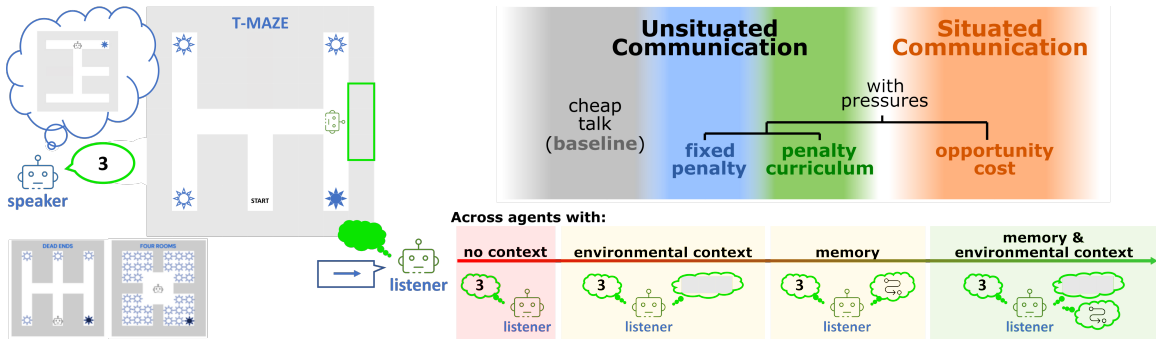 T-MAZE
3
speaker
START
DEAD ENDS
FOUR ROOMS
listener
Unsituated
Communication
Situated
Communication
cheap
talk
(baseline)
with
pressures
fixed
penalty
penalty
curriculum
opportunity
cost
Across agents with:
no context
environmental context
memory
memory &
environmental context
3
listener
3
listener
3
listener
3
listener